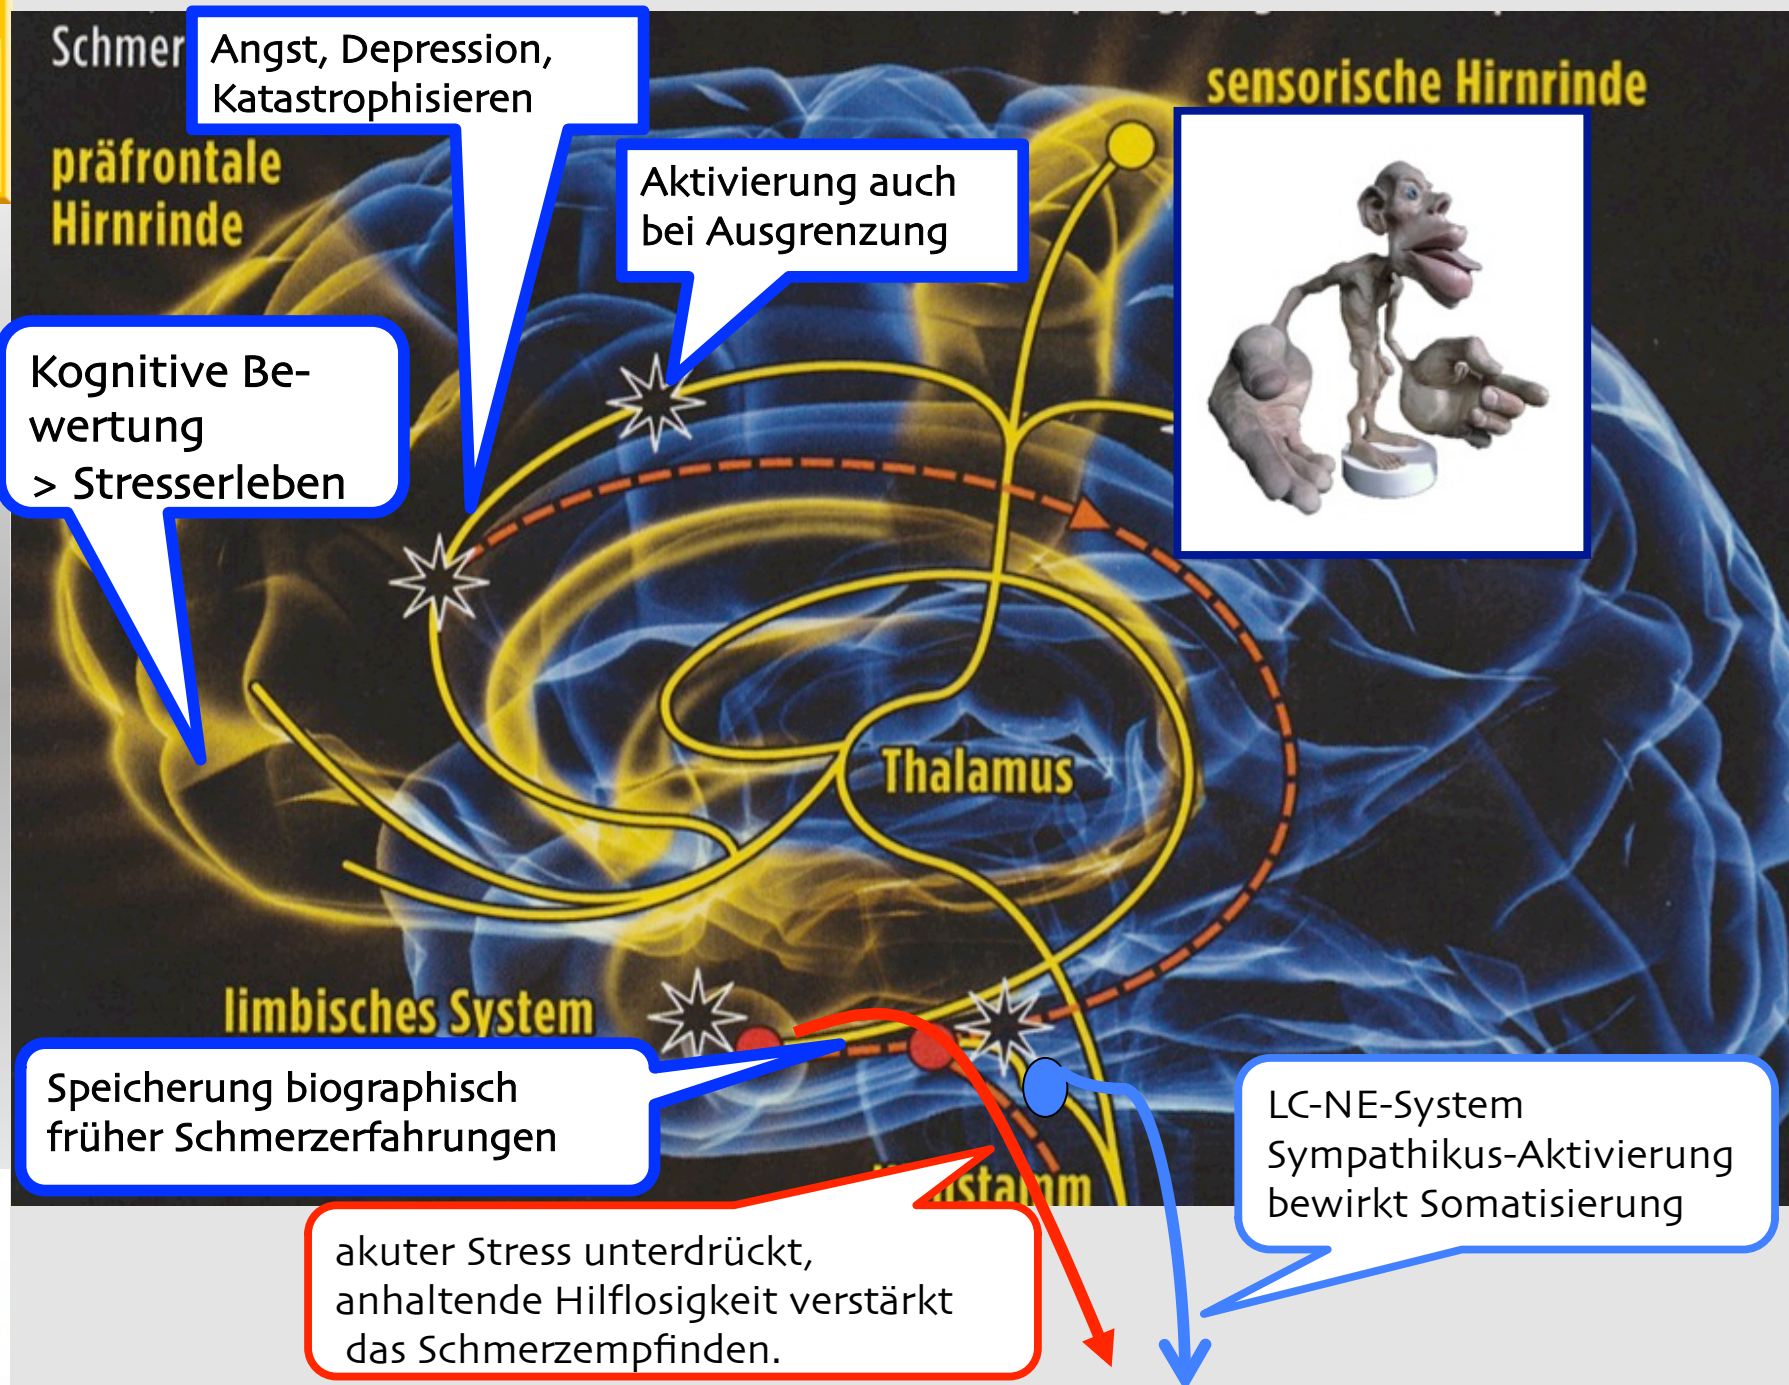 Angst, Depression,
Katastrophisieren
sensorische Hirnrinde
präfrontale
Hirnrinde
Aktivierung auch
bei Ausgrenzung
Kognitive Be-
wertung
> Stresserleben
Thalamus
limbisches System
Speicherung biographisch
früher Schmerzerfahrungen
LC-NE-System
Sympathikus-Aktivierung
bewirkt Somatisierung
akuter Stress unterdrückt,
anhaltende Hilflosigkeit verstärkt
das Schmerzempfinden.